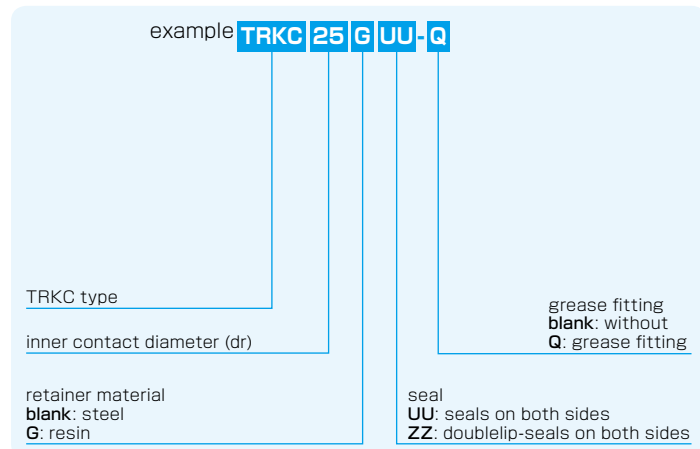 example TRKC 25 G UU-Q
TRKC type
inner contact diameter (dr)
retainer material
blank: steel
G: resin
grease fitting
blank: without
Q: grease fitting
seal
UU: seals on both sides
ZZ: doublelip-seals on both sides